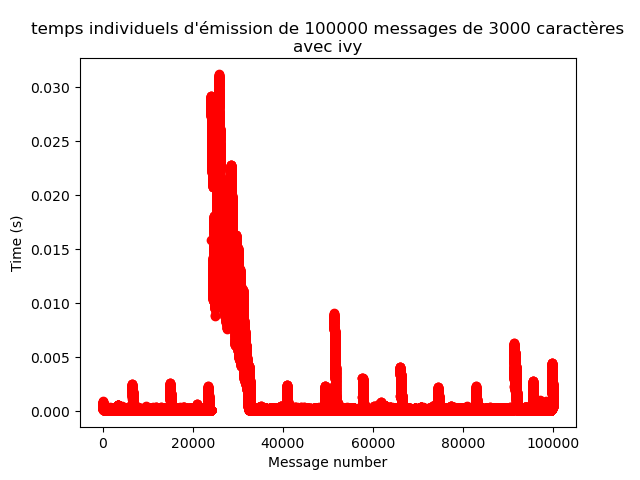 temps individuels d'émission de 100000 messages de 3000 caractères
avec ivy
0.030
0.025
0.020
0.015
0.010
0.005
0.000
Time (s)
0 20000 40000 60000 80000 100000
Message number